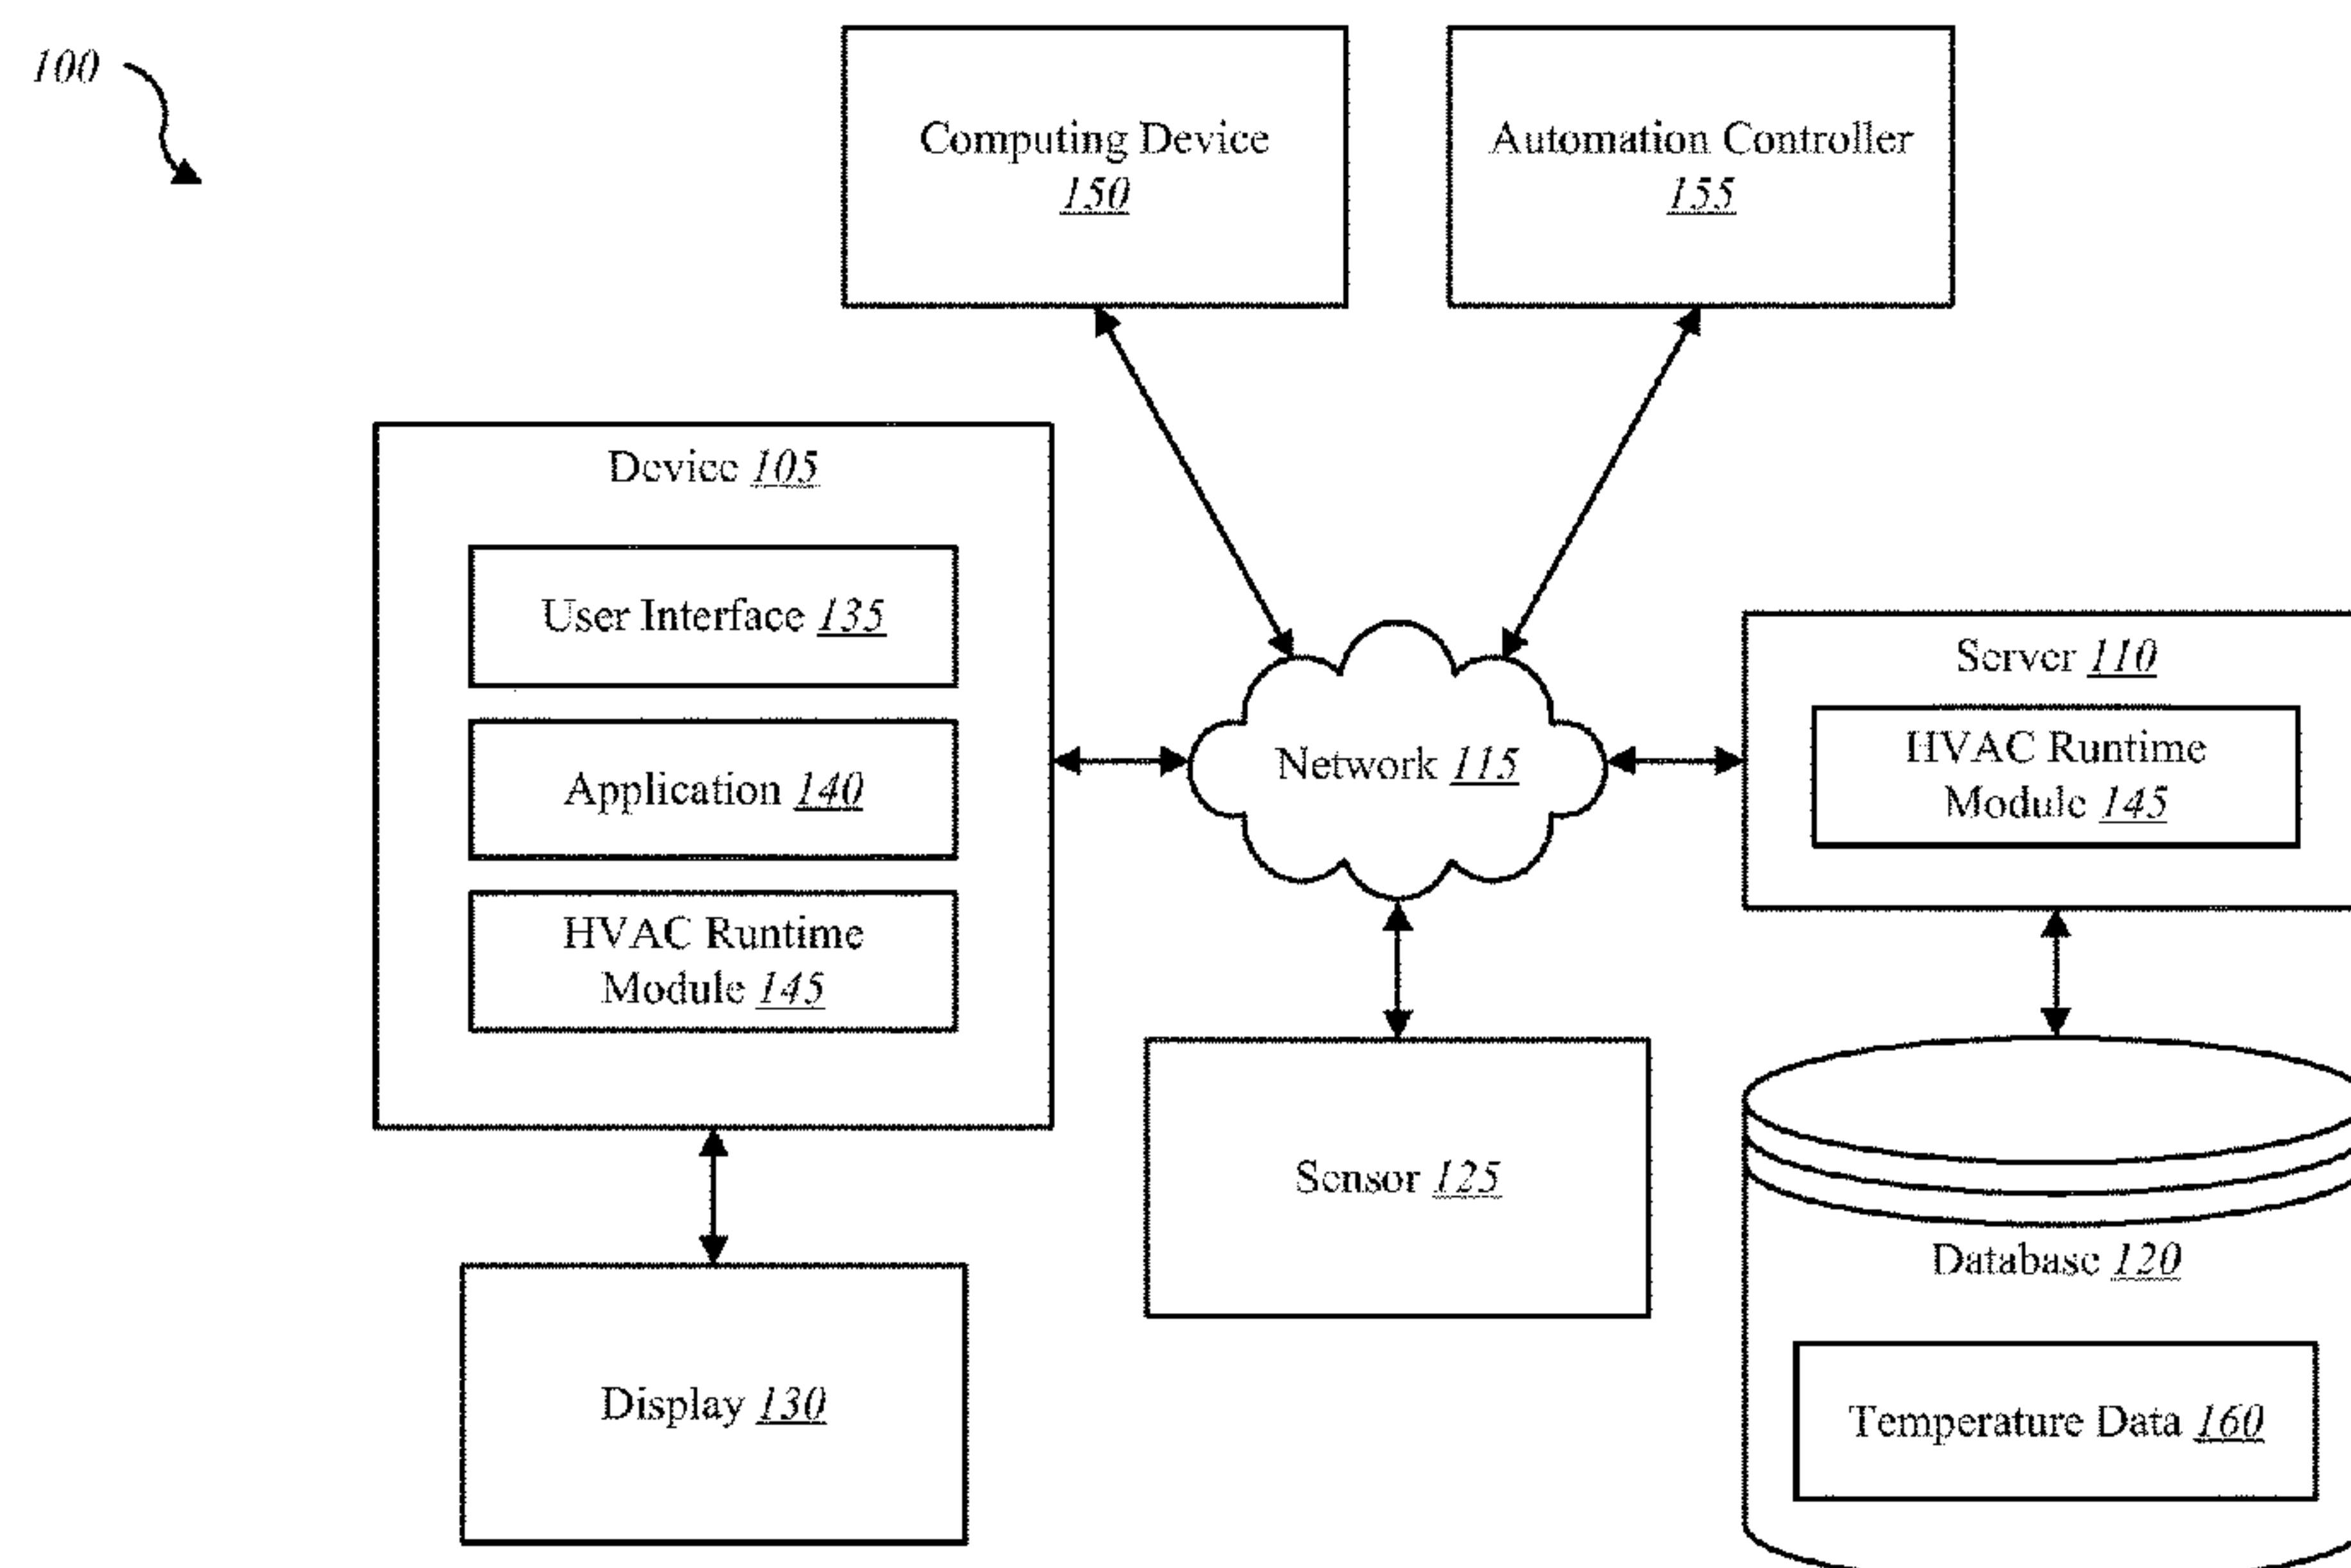 100
Computing Device
150
Automation Controller
155
Device 105
User Interface 135
Application 140
HVAC Runtime
Module 145
Network 115
Server 110
HVAC Runtime
Module 145
Sensor 125
Display 130
Database 120
Temperature Data 160